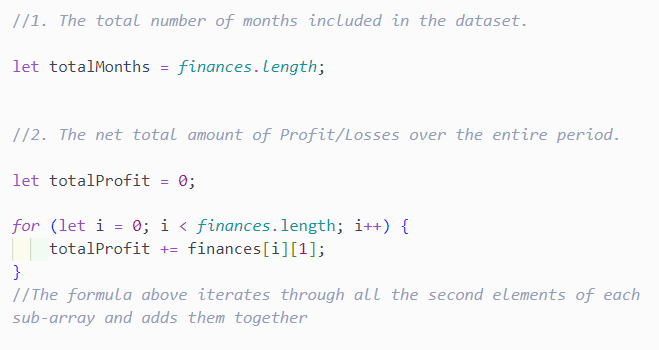 //1. The total number of months included in the dataset.
let totalMonths = finances.length;
//2. The net total amount of Profit/Losses over the entire period.
let totalProfit = 0;
for (let i = 0; i < finances.length; i++) {
    totalProfit += finances[i][1];
}
//The formula above iterates through all the second elements of each
sub-array and adds them together